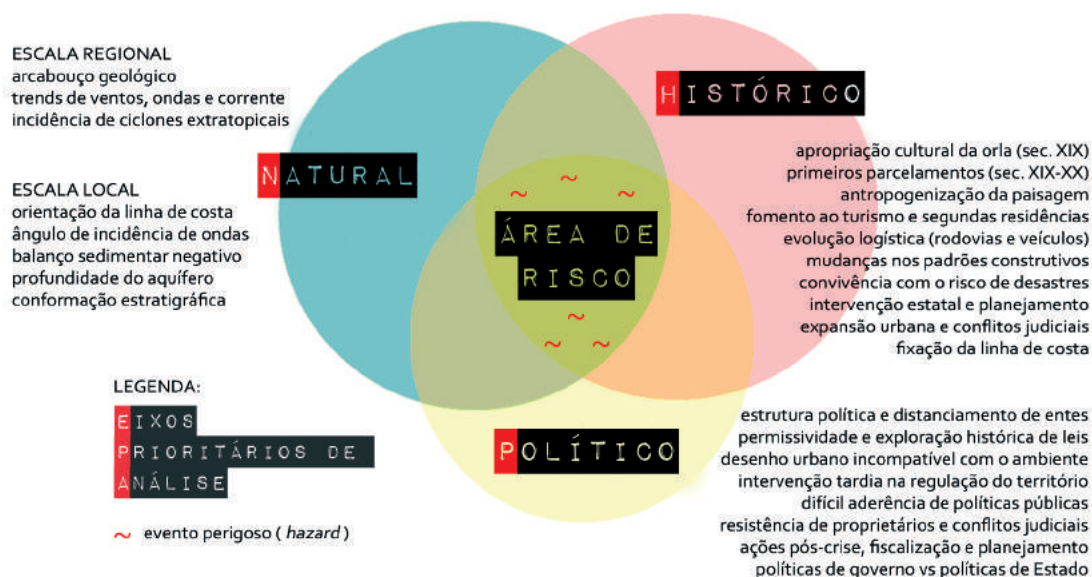 ESCALA REGIONAL
arcabouço geológico
trends de ventos, ondas e corrente
incidência de ciclones extratopicais
NATURAL
ESCALA LOCAL
orientação da linha de costa
ângulo de incidência de ondas
balanço sedimentar negativo
profundidade do aquífero
conformação estratigráfica
HISTÓRICO
apropriação cultural da orla (sec. XIX)
primeiros parcelamentos (sec. XIX-XX)
antropogenização da paisagem
fomento ao turismo e segundas residências
evolução logística (rodovias e veículos)
mudanças nos padrões construtivos
convivência com o risco de desastres
intervenção estatal e planejamento
expansão urbana e conflitos judiciais
fixação da linha de costa
~ ~ ~
ÁREA DE
RISCO
~
~ ~
POLÍTICO
estrutura política e distanciamento de entes
permissividade e exploração histórica de leis
desenho urbano incompatível com o ambiente
intervenção tardia na regulação do território
difícil aderência de políticas públicas
resistência de proprietários e conflitos judiciais
ações pós-crise, fiscalização e planejamento
políticas de governo vs políticas de Estado
LEGENDA:
EIXOS
PRIORITÁRIOS DE
ANÁLISE
~ evento perigoso ( hazard )